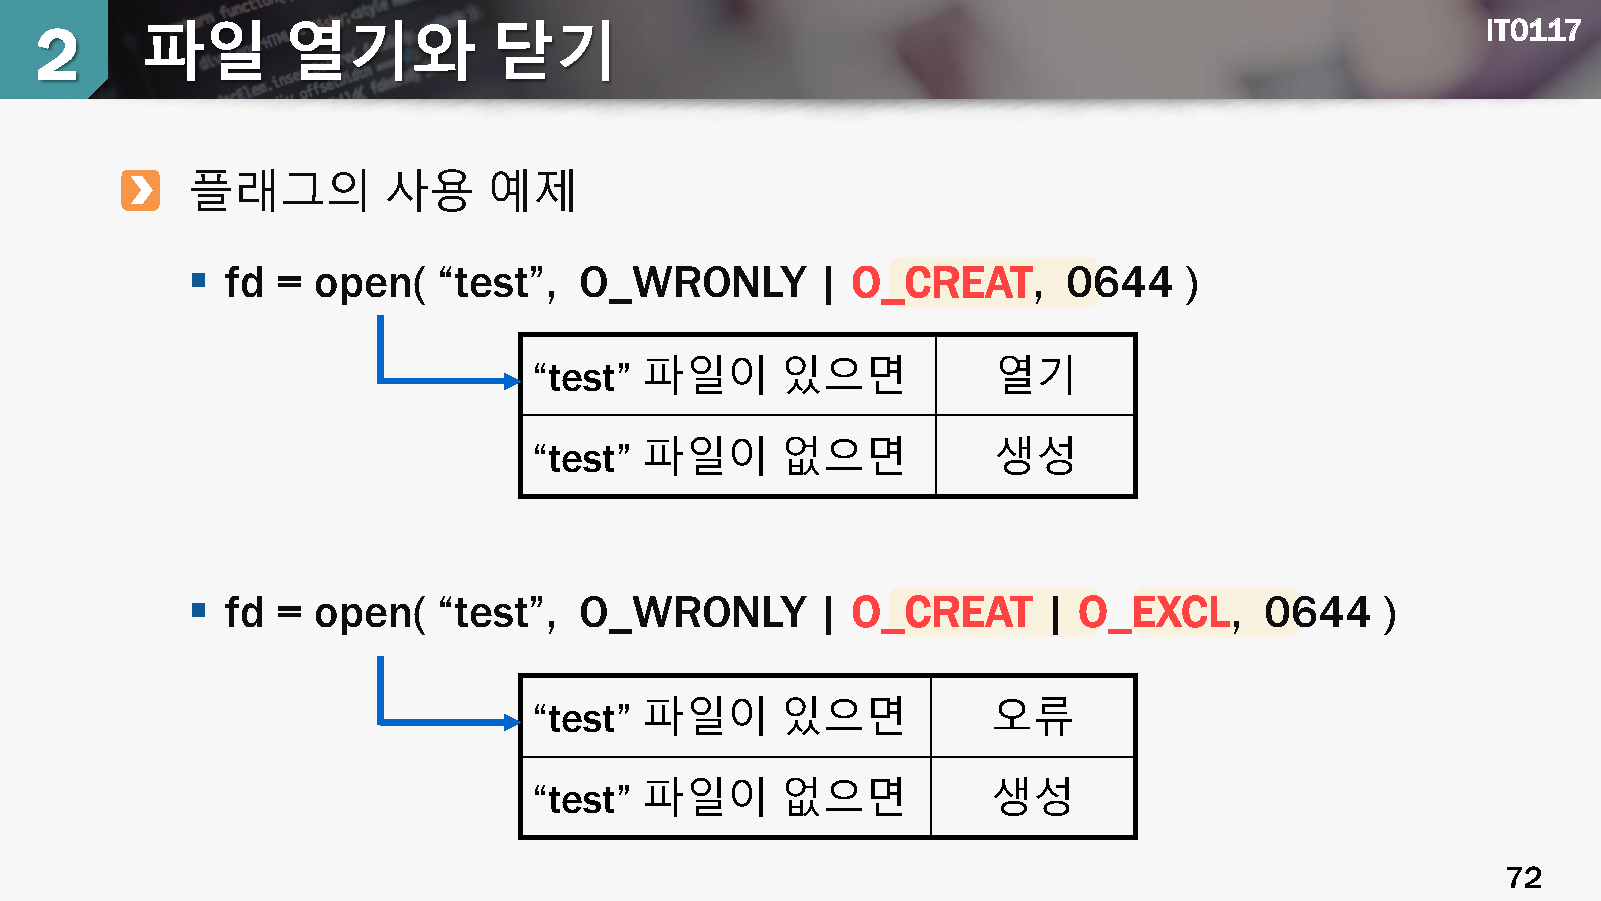 2 파일 열기와 닫기
IT0117
플래그의 사용 예제
fd = open( “test”, O_WRONLY | O_CREAT, 0644 )
“test” 파일이 있으면 열기
“test” 파일이 없으면 생성
fd = open( “test”, O_WRONLY | O_CREAT | O_EXCL, 0644 )
“test” 파일이 있으면 오류
“test” 파일이 없으면 생성
72